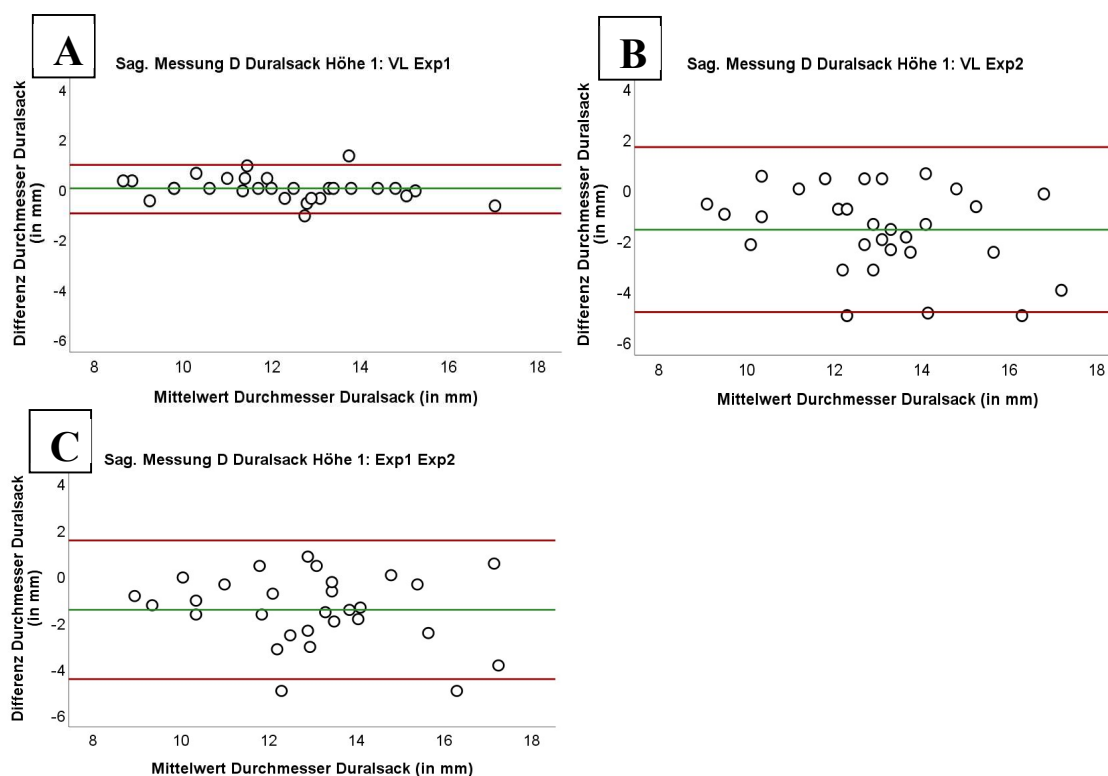 A
Sag. Messung D Duralsack Höhe 1: VL Exp1
Differenz Durchmesser Duralsack
(in mm)
4
2
0
-2
-4
-6
8 10 12 14 16 18
Mittelwert Durchmesser Duralsack (in mm)
B
Sag. Messung D Duralsack Höhe 1: VL Exp2
Differenz Durchmesser Duralsack
(in mm)
4
2
0
-2
-4
-6
8 10 12 14 16 18
Mittelwert Durchmesser Duralsack (in mm)
C
Sag. Messung D Duralsack Höhe 1: Exp1 Exp2
Differenz Durchmesser Duralsack
(in mm)
4
2
0
-2
-4
-6
8 10 12 14 16 18
Mittelwert Durchmesser Duralsack (in mm)